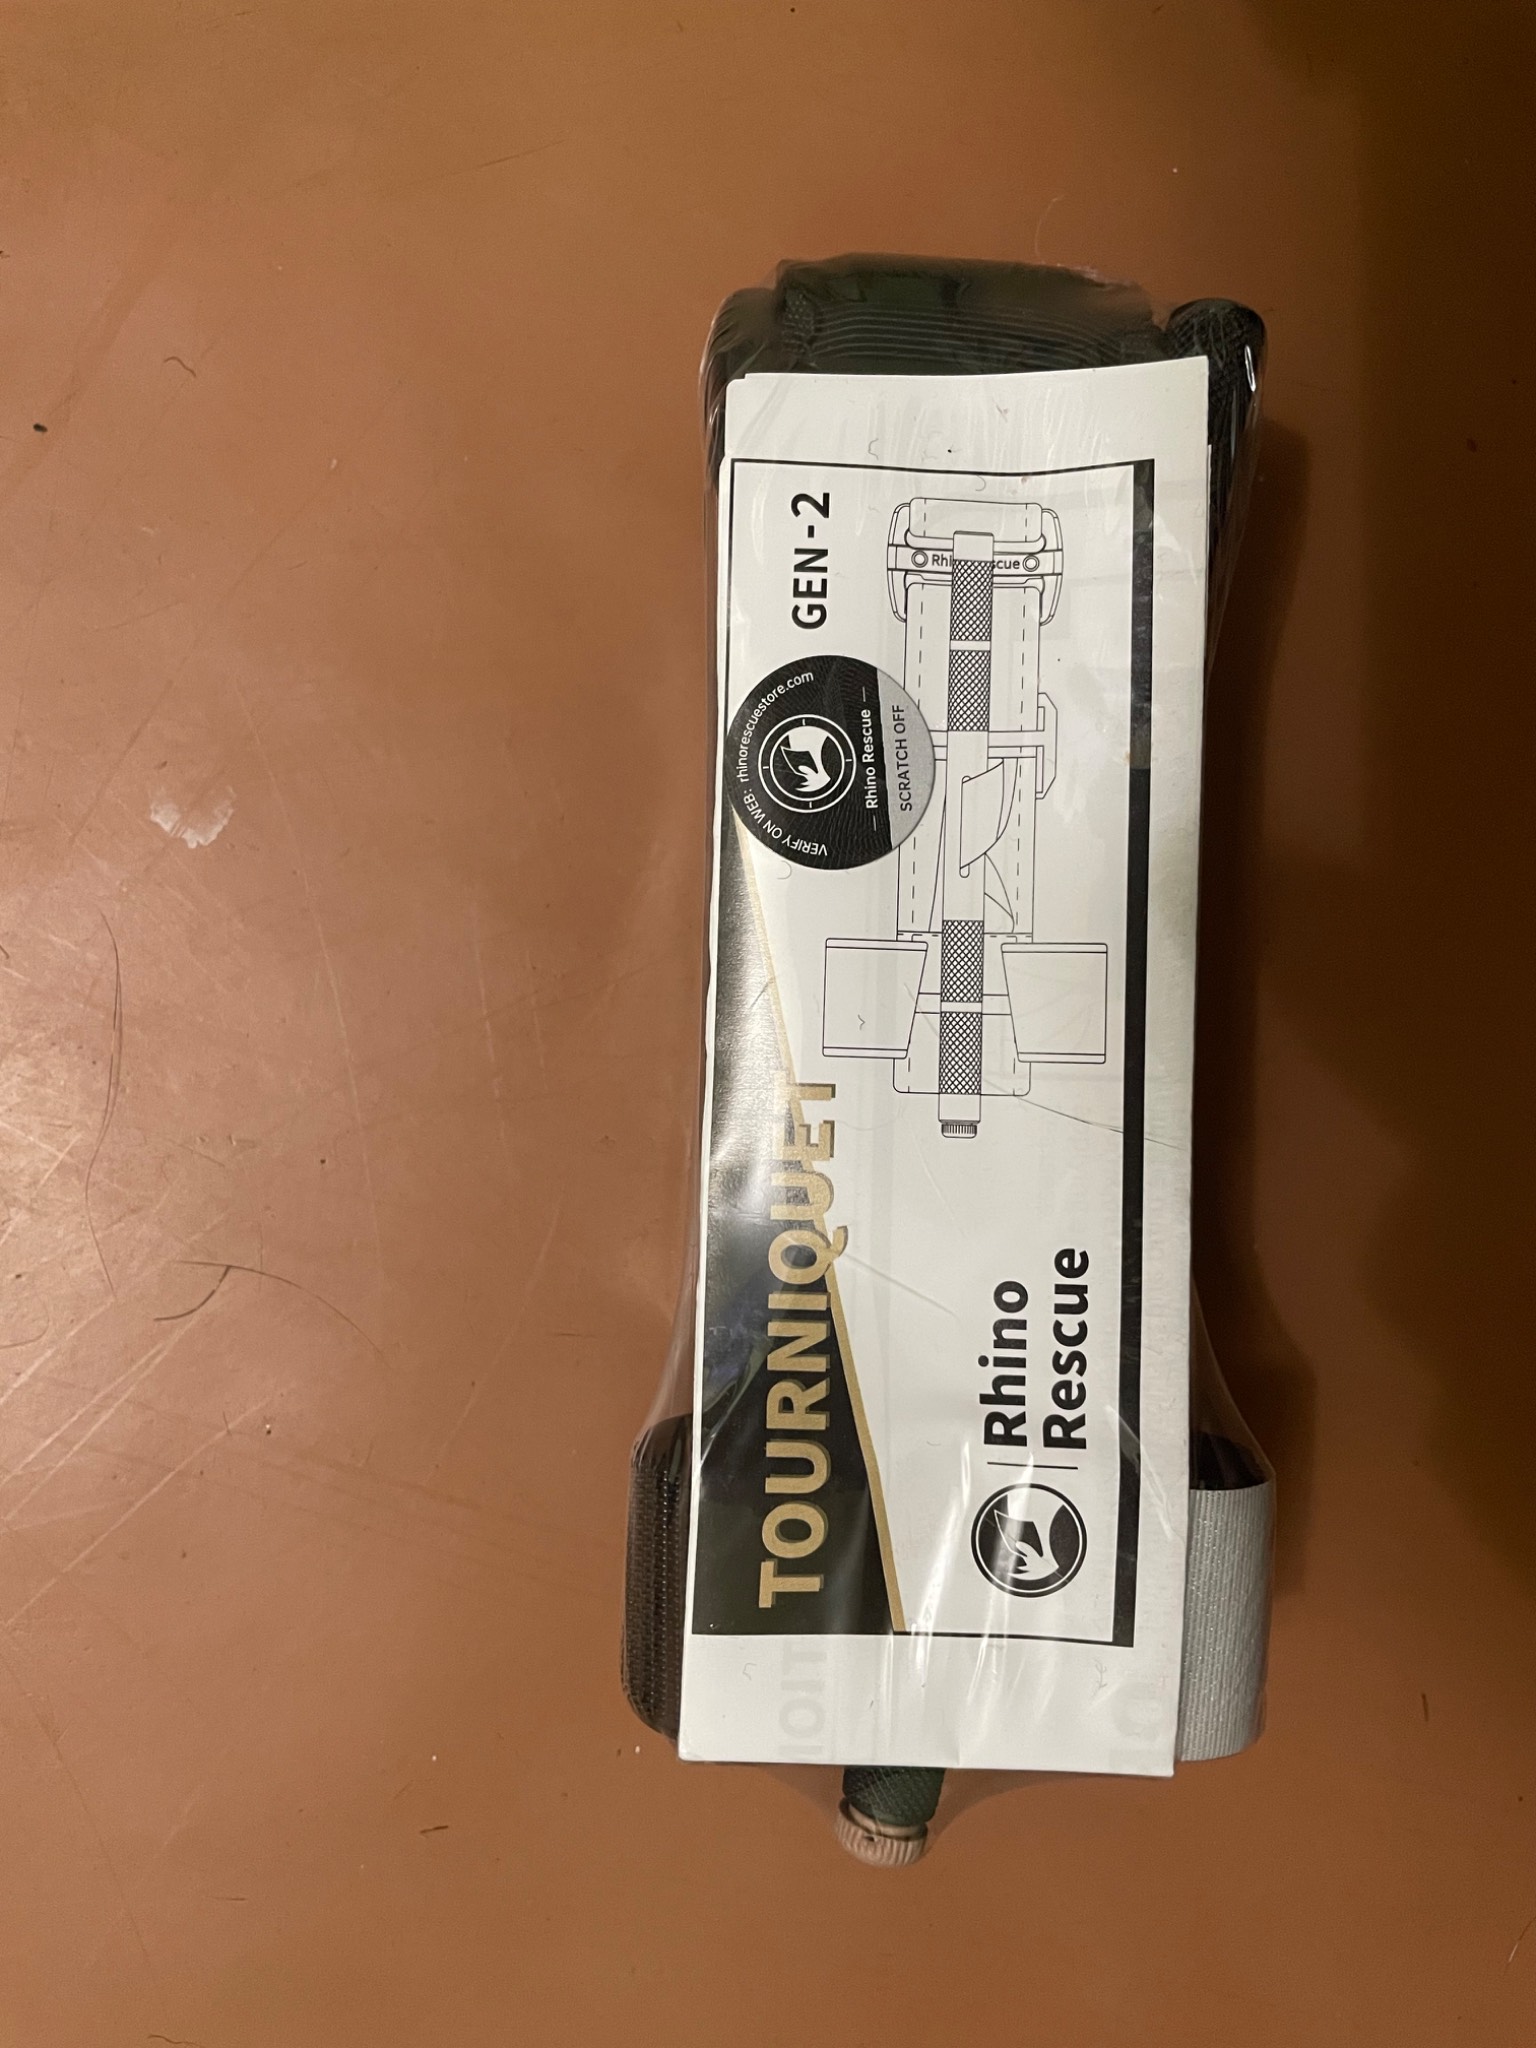 TOURNIQUET
GEN-2
VERIFY ON WEB: rhinorescuestore.com
Rhino Rescue
SCRATCH OFF
Rhino
Rescue